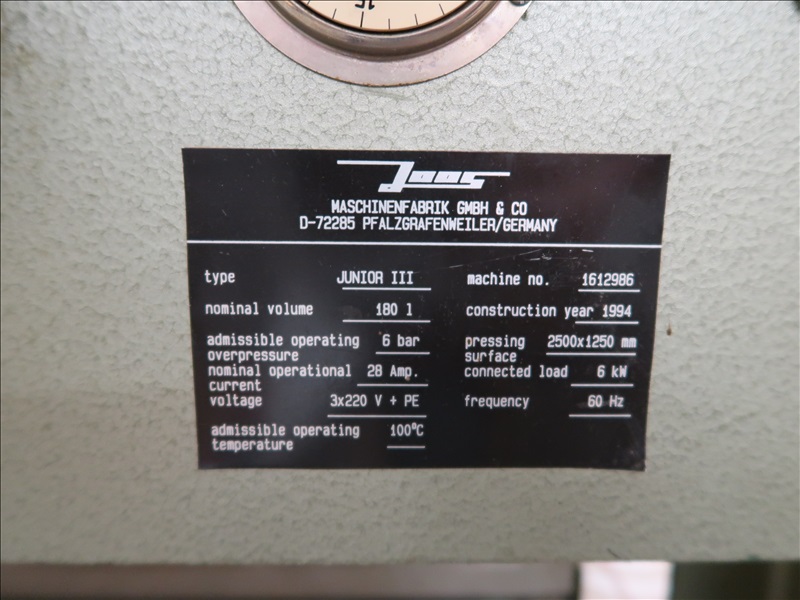 15
Joos
MASCHINENFABRIK GMBH & CO
D-72285 PFALZGRAFENWEILER/GERMANY
type JUNIOR III machine no. 1612986
nominal volume 180 l construction year 1994
admissible operating overpressure 6 bar pressing surface 2500x1250 mm
nominal operational current 28 Amp. connected load 6 kW
voltage 3x220 V + PE frequency 60 Hz
admissible operating temperature 100°C